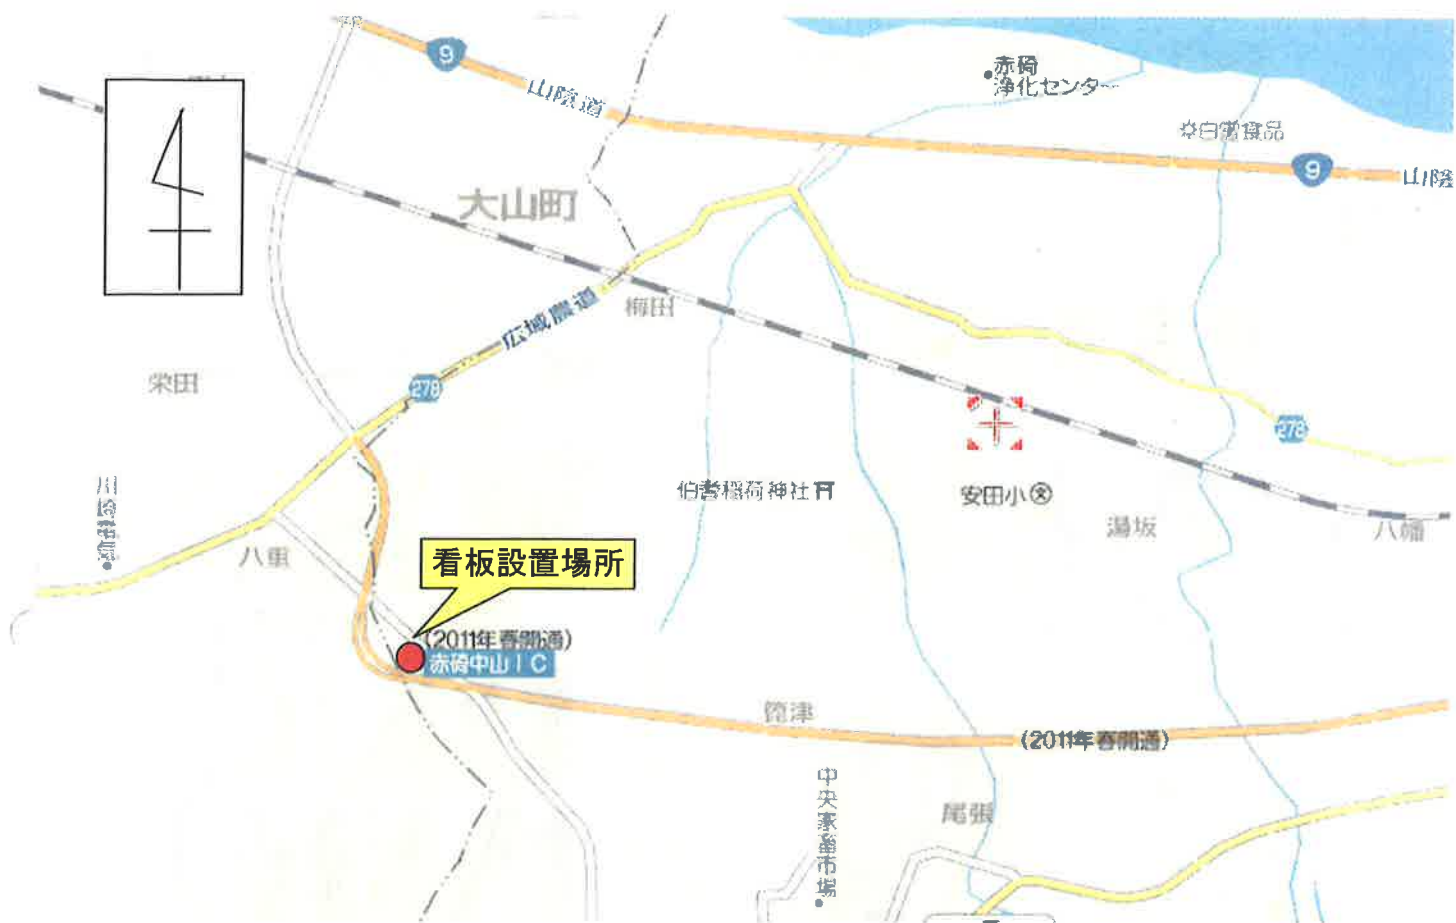 9
山陰道
赤碕
浄化センター
9
山陰
大山町
広域農道
梅田
栄田
278
278
伯耆稲荷神社
安田小
湯坂
八幡
八重
看板設置場所
(2011年春開通)
赤碕中山IC
箆津
(2011年春開通)
中央家畜市場
尾張